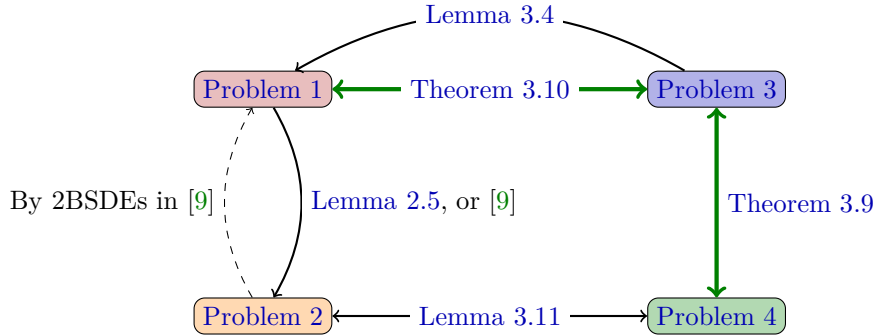 Lemma 3.4
Problem 1
Theorem 3.10
Problem 3
By 2BSDEs in [9]
Lemma 2.5, or [9]
Theorem 3.9
Problem 2
Lemma 3.11
Problem 4